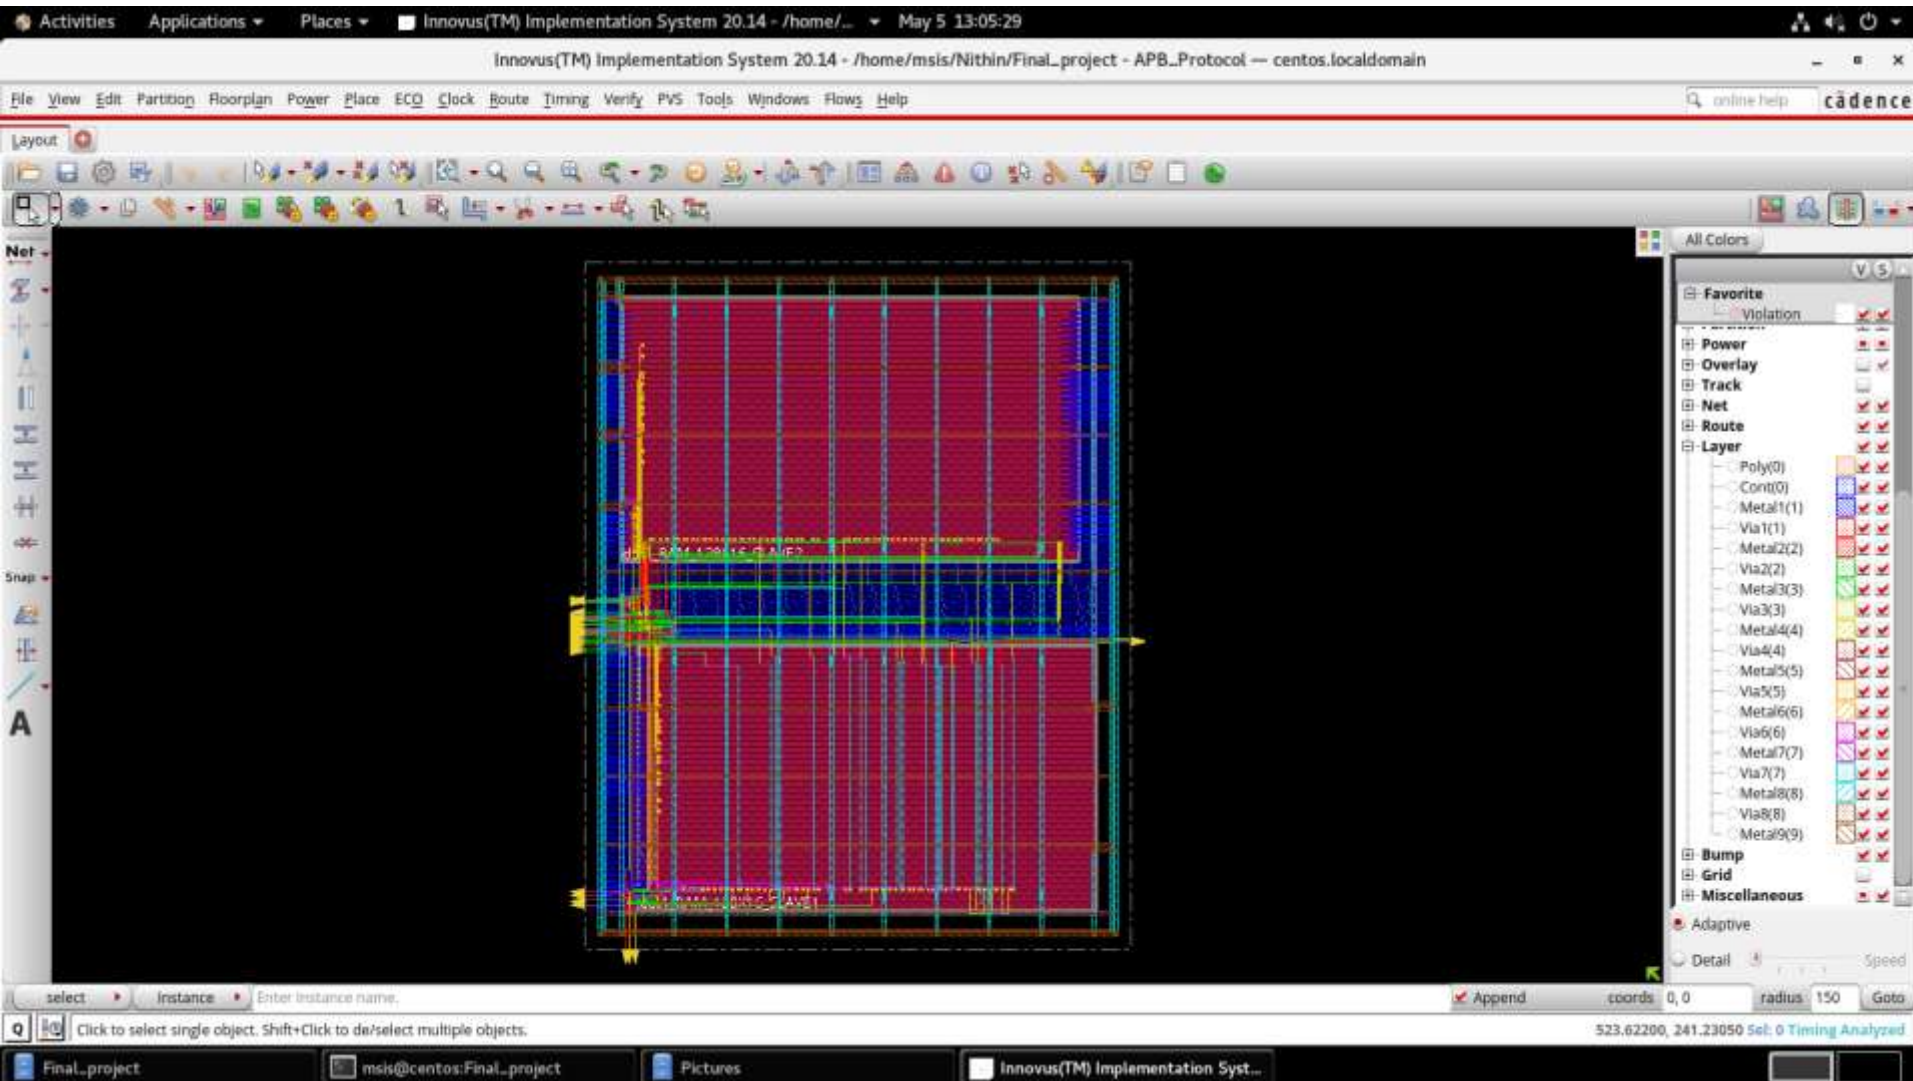 Activities Applications Places Innovus(TM) Implementation System 20.14 - /home/... May 5 13:05:29
Innovus(TM) Implementation System 20.14 - /home/msis/Nithin/Final_project - APB_Protocol — centos.localdomain
File View Edit Partition Floorplan Power Place ECO Clock Route Timing Verify PVS Tools Windows Flows Help online help cādence
Layout
Net
All Colors
V S
Favorite
Violation
Power
Overlay
Track
Net
Route
Layer
Poly(0)
Cont(0)
Metal1(1)
Via1(1)
Metal2(2)
Via2(2)
Metal3(3)
Via3(3)
Metal4(4)
Via4(4)
Metal5(5)
Via5(5)
Metal6(6)
Via6(6)
Metal7(7)
Via7(7)
Metal8(8)
Via8(8)
Metal9(9)
Bump
Grid
Miscellaneous
Snap
A
Adaptive
Detail Speed
select Instance Enter Instance name. Append coords 0, 0 radius 150 Goto
Q Click to select single object. Shift+Click to de/select multiple objects. 523.62200, 241.23050 Sel: 0 Timing Analyzed
Final_project msis@centos:Final_project Pictures Innovus(TM) Implementation Syst...